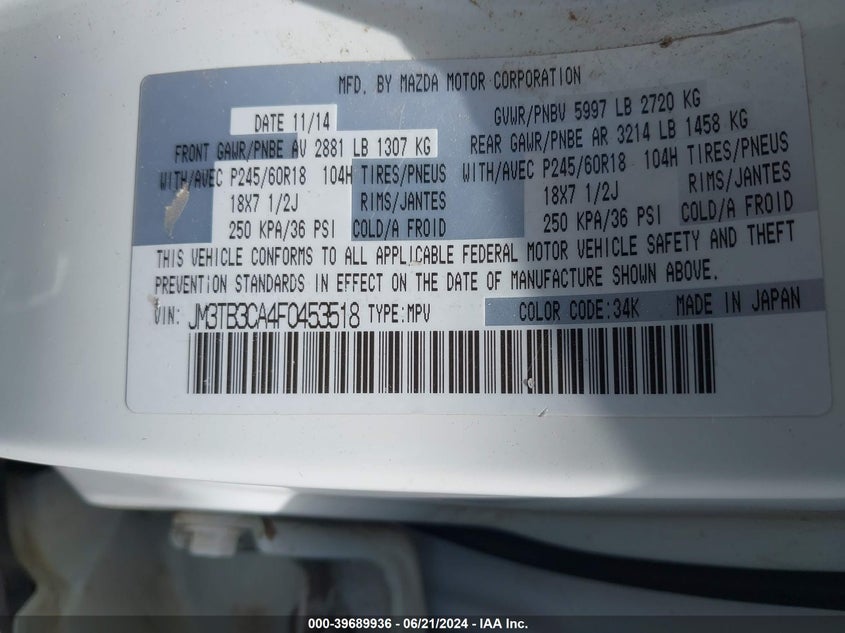 MFD. BY MAZDA MOTOR CORPORATION
DATE 11/14 GVWR/PNBV 5997 LB 2720 KG
FRONT GAWR/PNBE AV 2881 LB 1307 KG REAR GAWR/PNBE AR 3214 LB 1458 KG
WITH/AVEC P245/60R18 104H TIRES/PNEUS WITH/AVEC P245/60R18 104H TIRES/PNEUS
18X7 1/2J RIMS/JANTES 18X7 1/2J RIMS/JANTES
250 KPA/36 PSI COLD/A FROID 250 KPA/36 PSI COLD/A FROID
THIS VEHICLE CONFORMS TO ALL APPLICABLE FEDERAL MOTOR VEHICLE SAFETY AND THEFT
PREVENTION STANDARDS IN EFFECT ON THE DATE OF MANUFACTURE SHOWN ABOVE.
VIN: JM3TB3CA4F0453518 TYPE:MPV COLOR CODE:34K MADE IN JAPAN
000-39689936 - 06/21/2024 - IAA Inc.